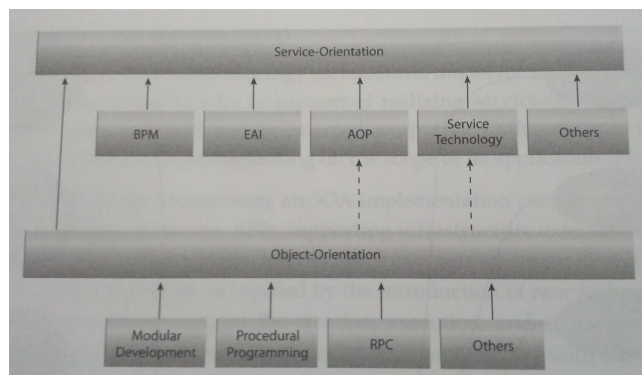 Service-Orientation
BPM
EAI
AOP
Service
Technology
Others
Object-Orientation
Modular
Development
Procedural
Programming
RPC
Others